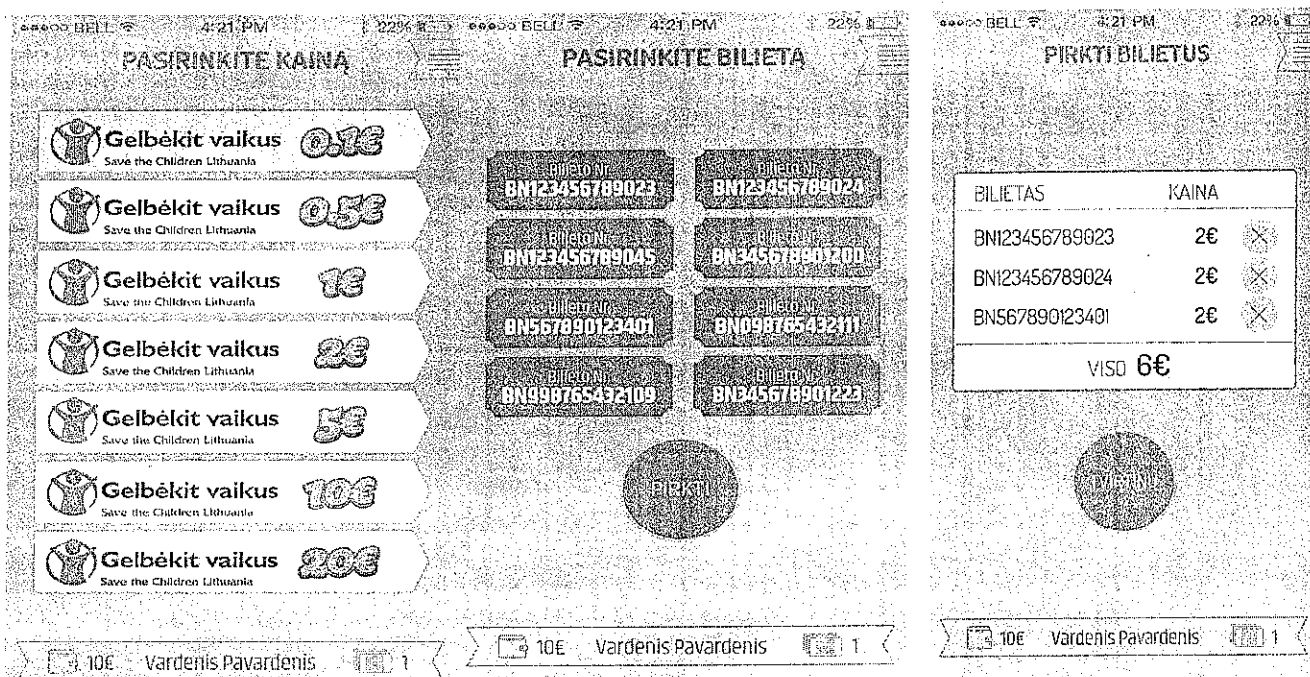 BELL 4:21 PM 22%
PASIRINKITE KAINĄ
Gelbėkit vaikus 0.1€
Save the Children Lithuania
Gelbėkit vaikus 0.5€
Save the Children Lithuania
Gelbėkit vaikus 1€
Save the Children Lithuania
Gelbėkit vaikus 2€
Save the Children Lithuania
Gelbėkit vaikus 5€
Save the Children Lithuania
Gelbėkit vaikus 10€
Save the Children Lithuania
Gelbėkit vaikus 20€
Save the Children Lithuania
10€ Vardenis Pavardenis 1
BELL 4:21 PM 22%
PASIRINKITE BILIETĄ
Bilieto Nr.
BN123456789023
Bilieto Nr.
BN123456789024
Bilieto Nr.
BN123456789045
Bilieto Nr.
BN345678901200
Bilieto Nr.
BN567890123401
Bilieto Nr.
BN098765432111
Bilieto Nr.
BN998765432109
Bilieto Nr.
BN345678901223
PIRKTI
10€ Vardenis Pavardenis 1
BELL 4:21 PM 22%
PIRKTI BILIETUS
BILIETAS KAINA
BN123456789023 2€
BN123456789024 2€
BN567890123401 2€
VISO 6€
TVIRTINU
10€ Vardenis Pavardenis 1